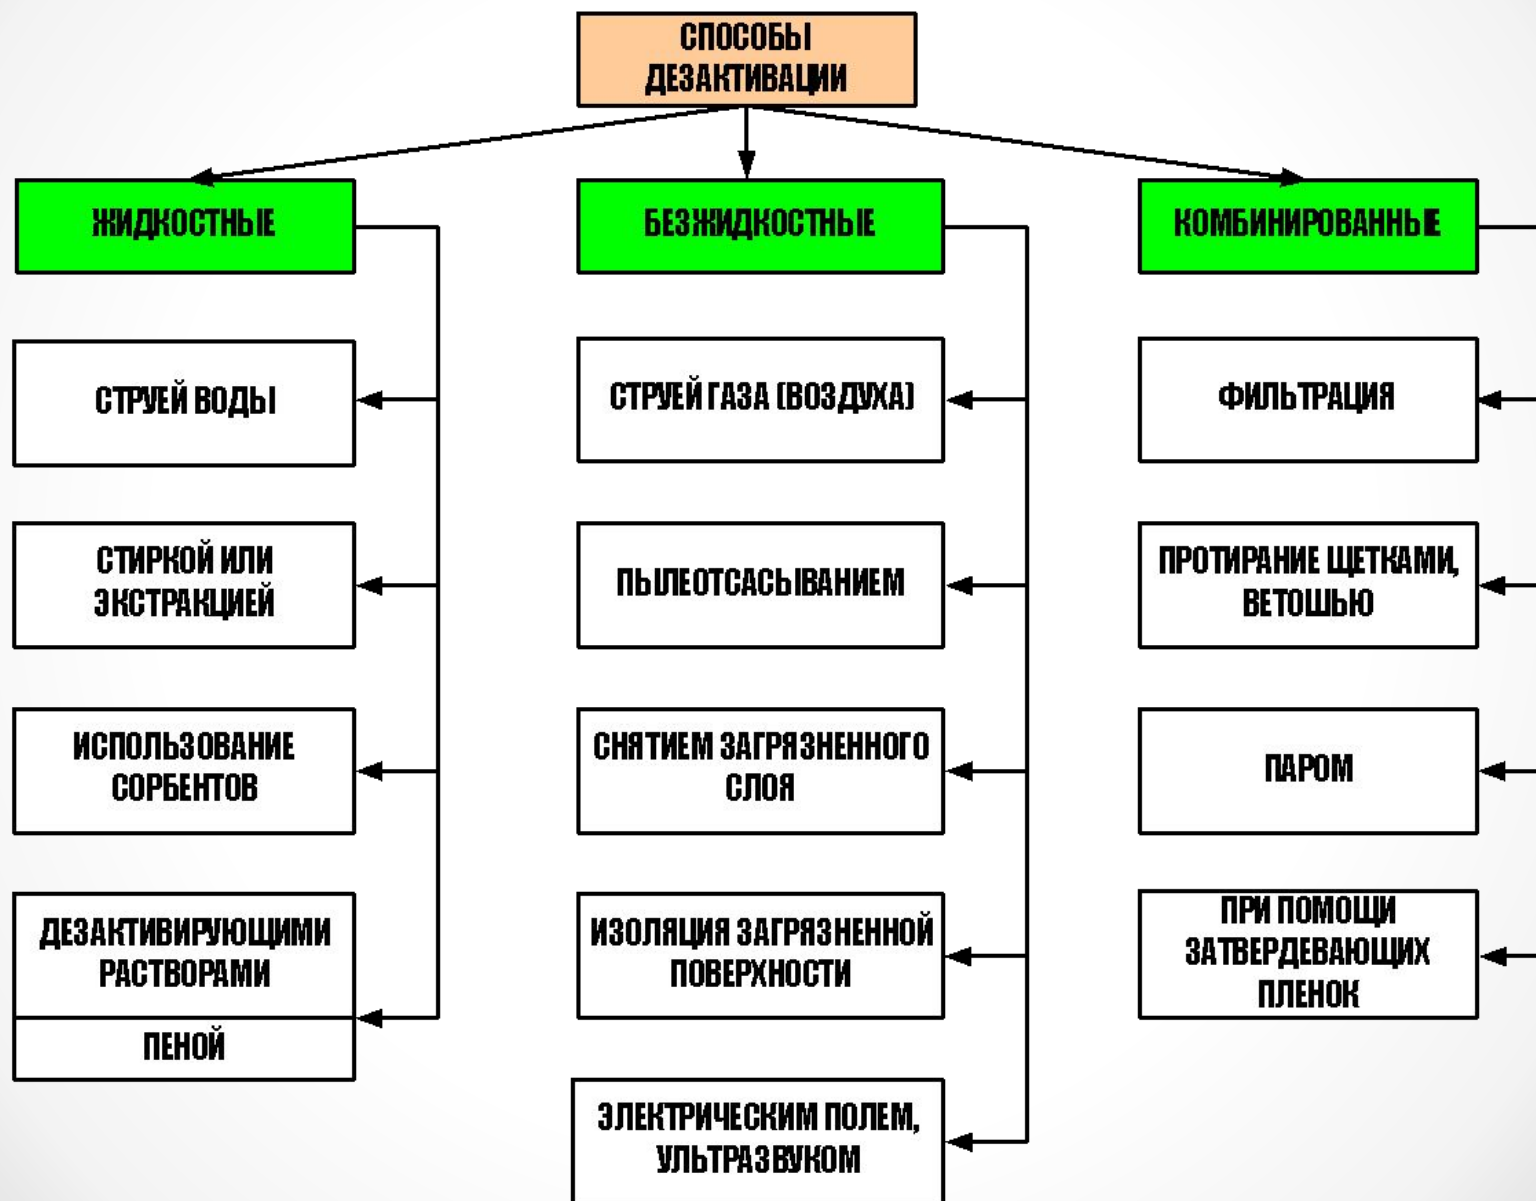 СПОСОБЫ
ДЕЗАКТИВАЦИИ
ЖИДКОСТНЫЕ
СТРУЕЙ ВОДЫ
СТИРКОЙ ИЛИ
ЭКСТРАКЦИЕЙ
ИСПОЛЬЗОВАНИЕ
СОРБЕНТОВ
ДЕЗАКТИВИРУЮЩИМИ
РАСТВОРАМИ
ПЕНОЙ
БЕЗЖИДКОСТНЫЕ
СТРУЕЙ ГАЗА (ВОЗДУХА)
ПЫЛЕОТСАСЫВАНИЕМ
СНЯТИЕМ ЗАГРЯЗНЕННОГО
СЛОЯ
ИЗОЛЯЦИЯ ЗАГРЯЗНЕННОЙ
ПОВЕРХНОСТИ
ЭЛЕКТРИЧЕСКИМ ПОЛЕМ,
УЛЬТРАЗВУКОМ
КОМБИНИРОВАННЫЕ
ФИЛЬТРАЦИЯ
ПРОТИРАНИЕ ЩЕТКАМИ,
ВЕТОШЬЮ
ПАРОМ
ПРИ ПОМОЩИ
ЗАТВЕРДЕВАЮЩИХ
ПЛЕНОК